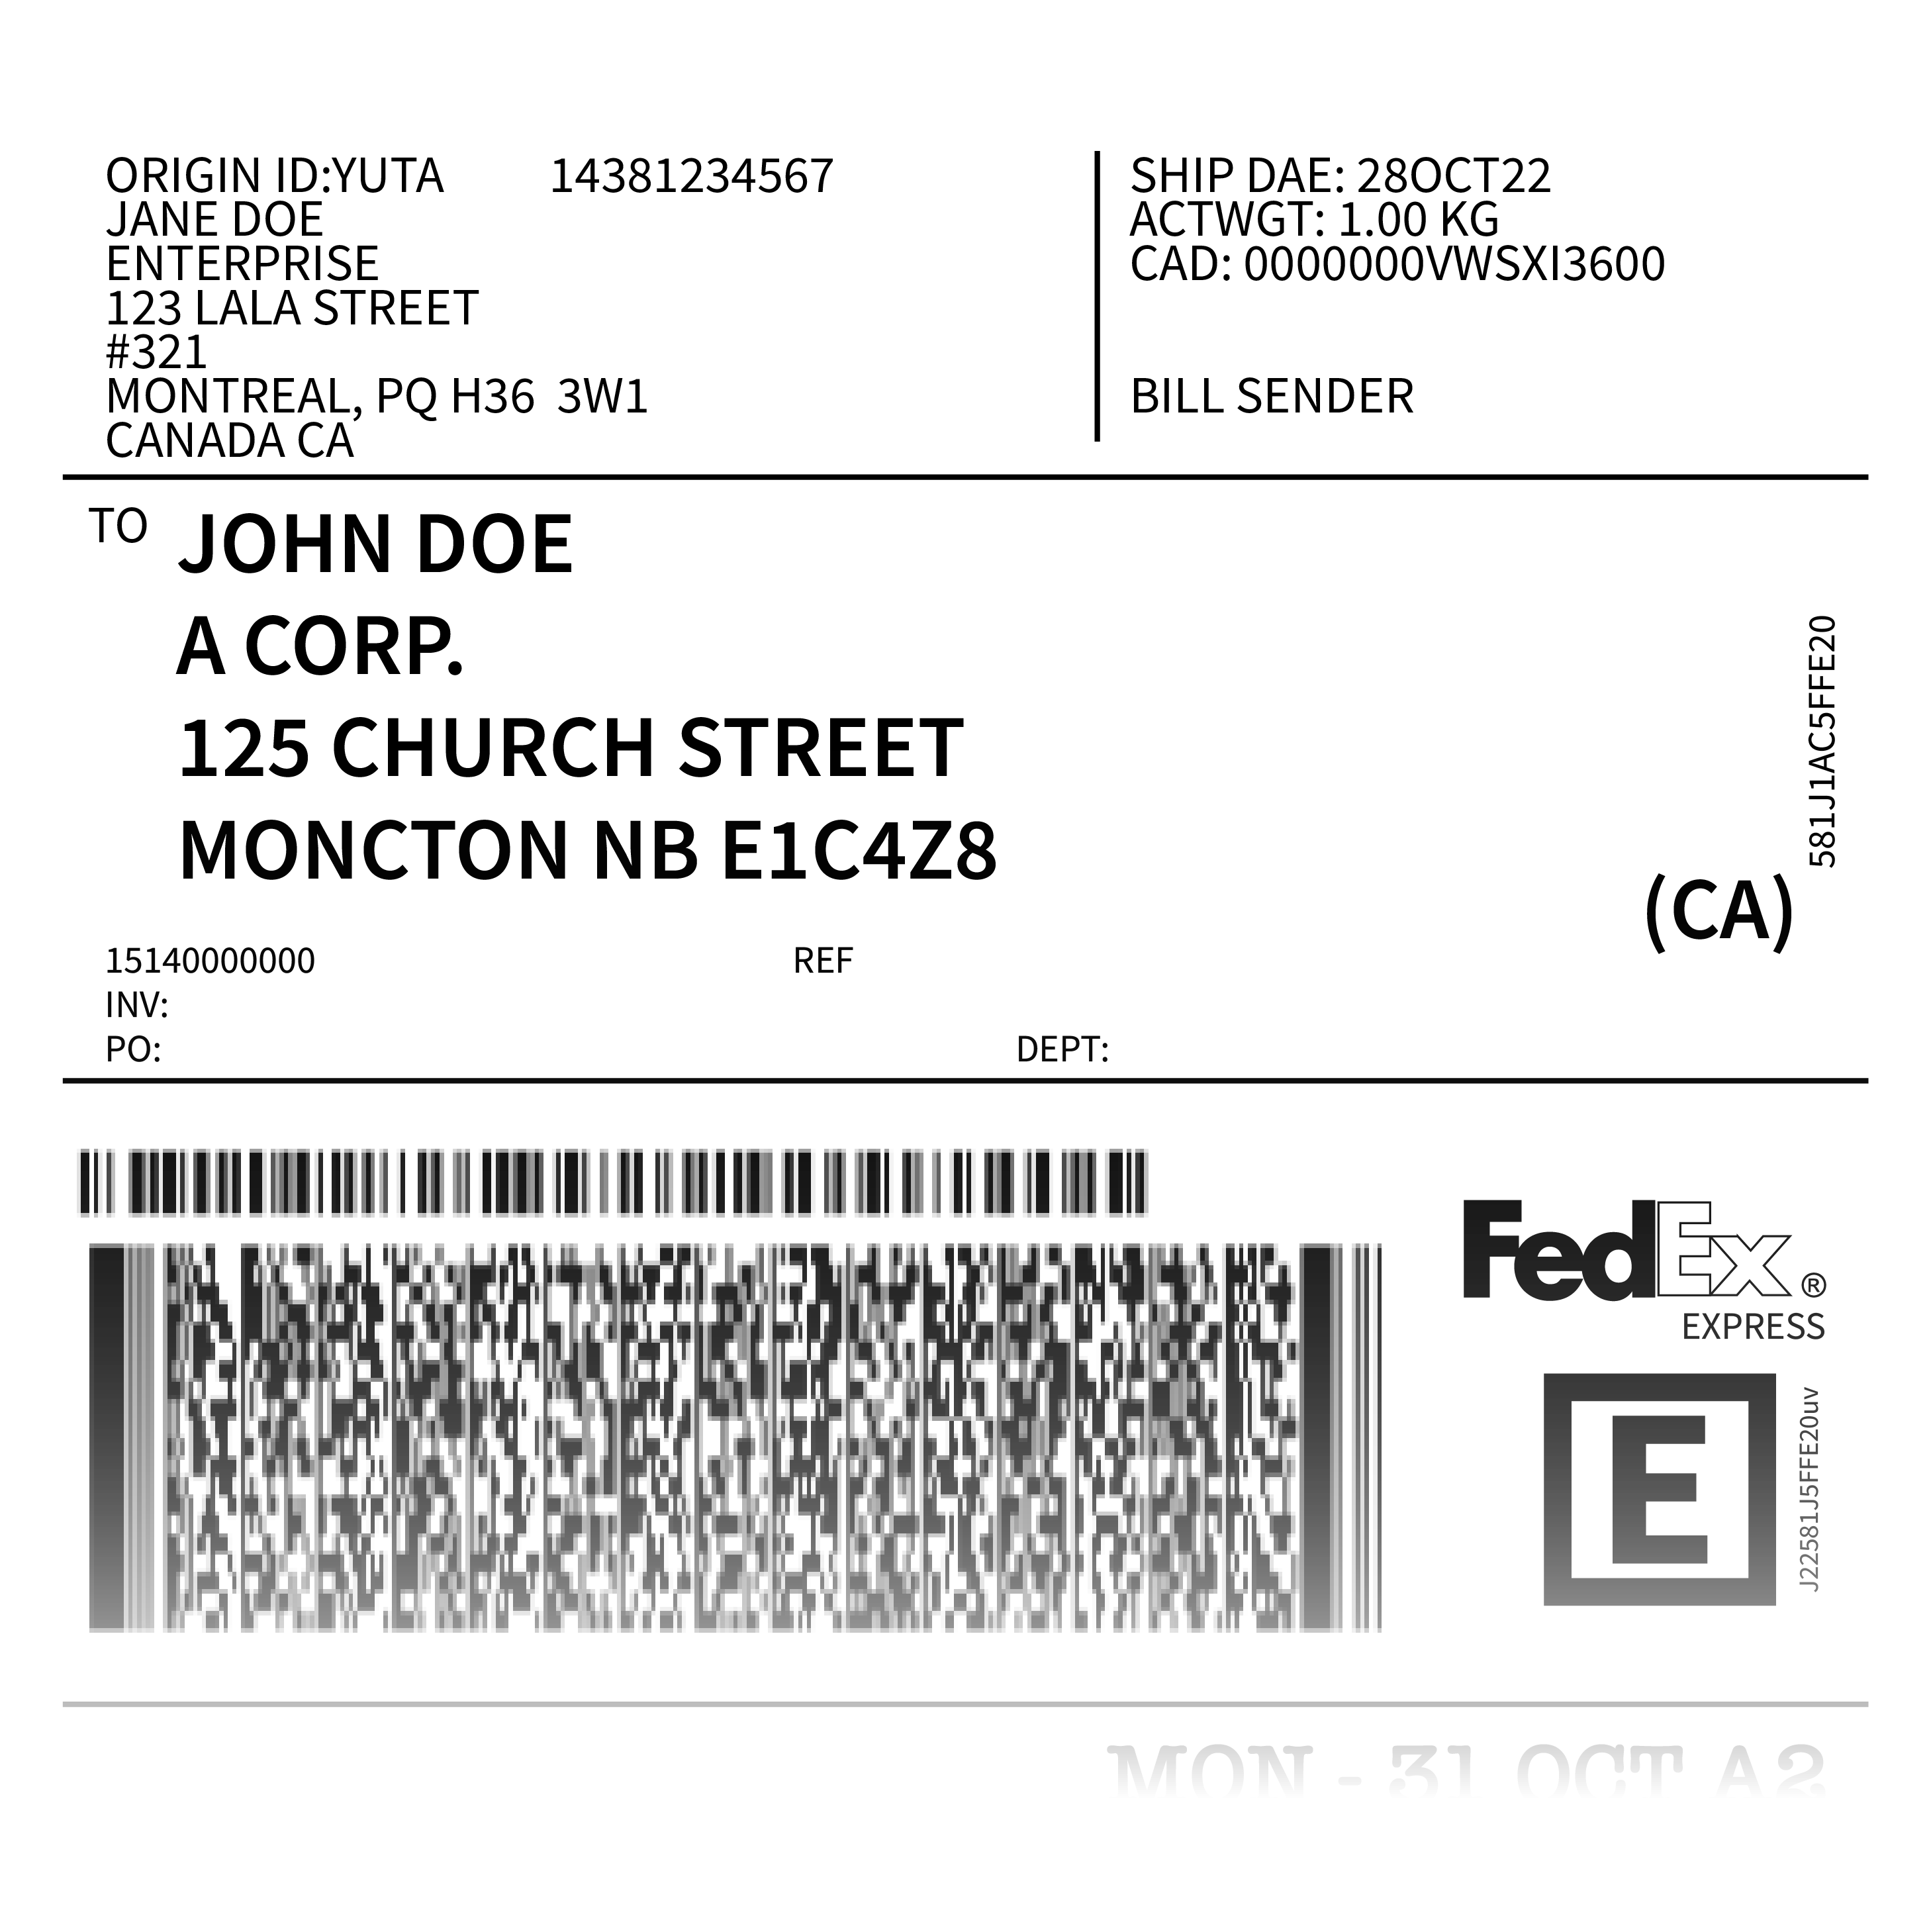 ORIGIN ID:YUTA 14381234567
JANE DOE
ENTERPRISE
123 LALA STREET
#321
MONTREAL, PQ H36 3W1
CANADA CA
SHIP DAE: 28OCT22
ACTWGT: 1.00 KG
CAD: 0000000VWSXI3600
BILL SENDER
TO JOHN DOE
A CORP.
125 CHURCH STREET
MONCTON NB E1C4Z8
(CA)
581J1AC5FFE20
15140000000 REF
INV:
PO: DEPT:
FedEx®
EXPRESS
E
J22581J5FFE20uv
MON - 31 OCT